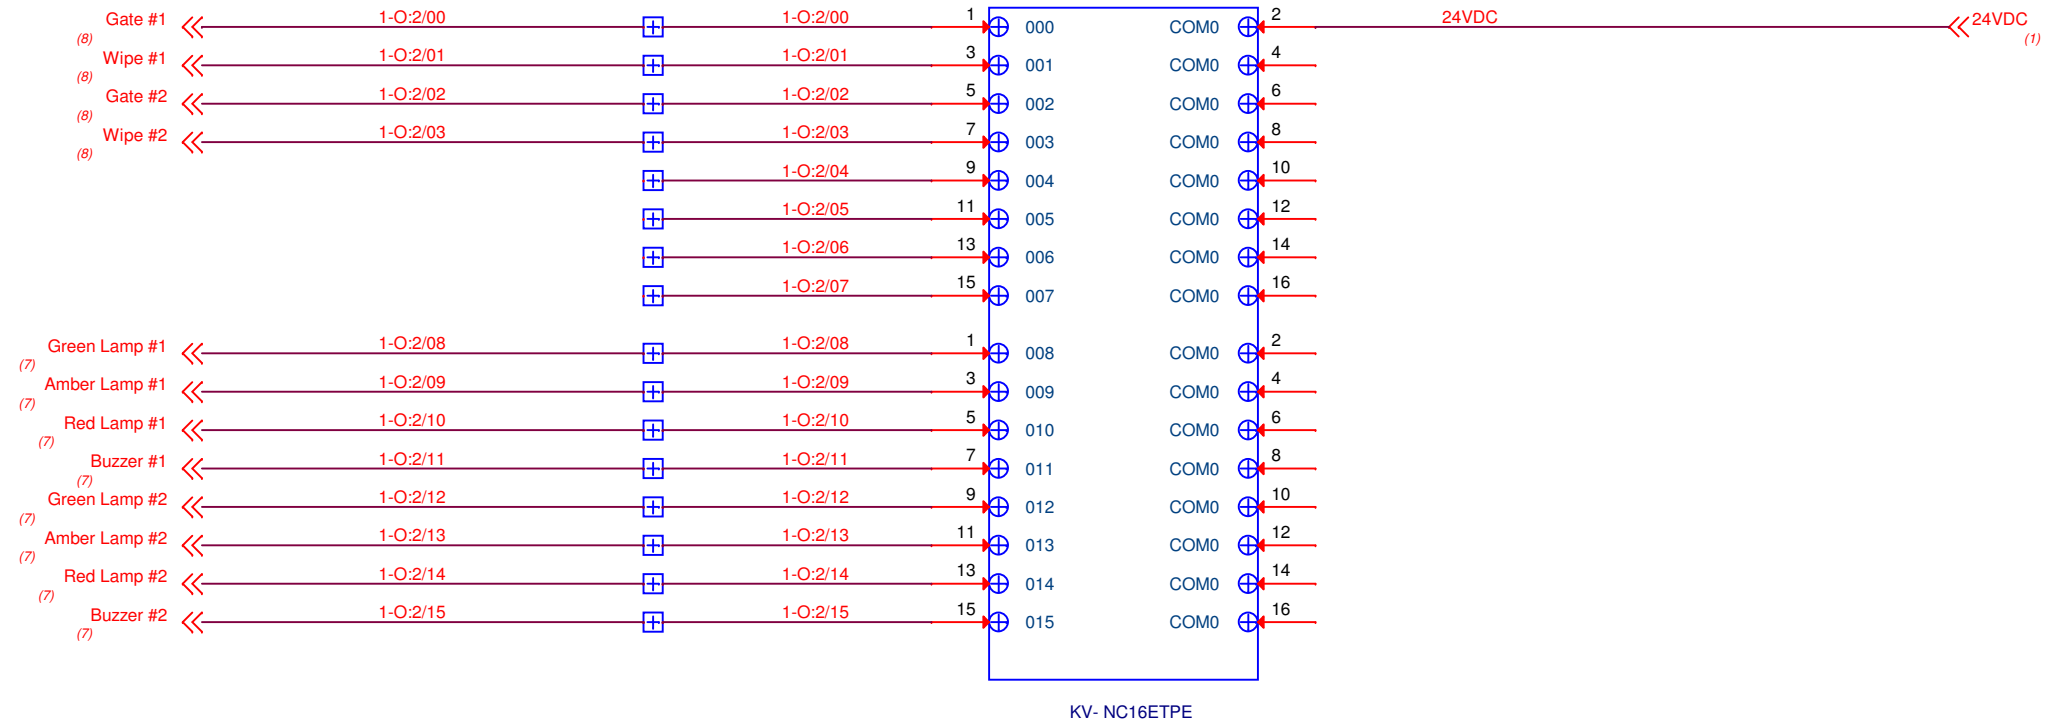 Gate #1 (8) 1-O:2/00 1-O:2/00 1 000 COM0 2 24VDC 24VDC (1)
Wipe #1 (8) 1-O:2/01 1-O:2/01 3 001 COM0 4
Gate #2 (8) 1-O:2/02 1-O:2/02 5 002 COM0 6
Wipe #2 (8) 1-O:2/03 1-O:2/03 7 003 COM0 8
1-O:2/04 9 004 COM0 10
1-O:2/05 11 005 COM0 12
1-O:2/06 13 006 COM0 14
1-O:2/07 15 007 COM0 16
Green Lamp #1 (7) 1-O:2/08 1-O:2/08 1 008 COM0 2
Amber Lamp #1 (7) 1-O:2/09 1-O:2/09 3 009 COM0 4
Red Lamp #1 (7) 1-O:2/10 1-O:2/10 5 010 COM0 6
Buzzer #1 (7) 1-O:2/11 1-O:2/11 7 011 COM0 8
Green Lamp #2 (7) 1-O:2/12 1-O:2/12 9 012 COM0 10
Amber Lamp #2 (7) 1-O:2/13 1-O:2/13 11 013 COM0 12
Red Lamp #2 (7) 1-O:2/14 1-O:2/14 13 014 COM0 14
Buzzer #2 (7) 1-O:2/15 1-O:2/15 15 015 COM0 16
KV- NC16ETPE